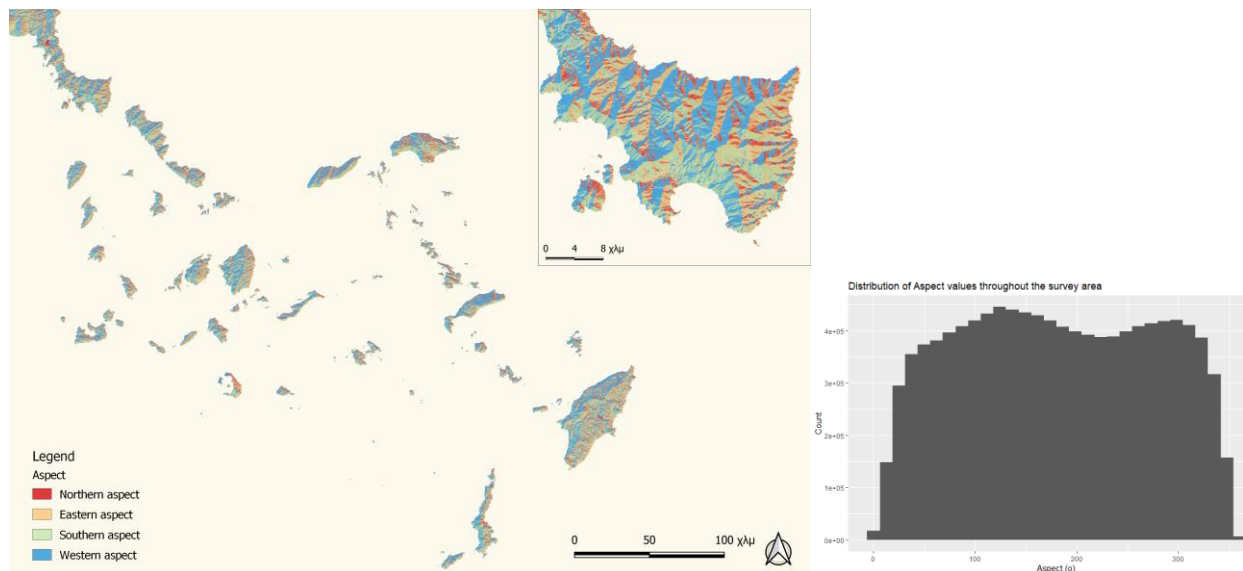 0 4 8 χλμ
Legend
Aspect
Northern aspect
Eastern aspect
Southern aspect
Western aspect
0 50 100 χλμ
Distribution of Aspect values throughout the survey area
4e+05
3e+05
2e+05
1e+05
0e+00
Count
0 100 200 300
Aspect (o)